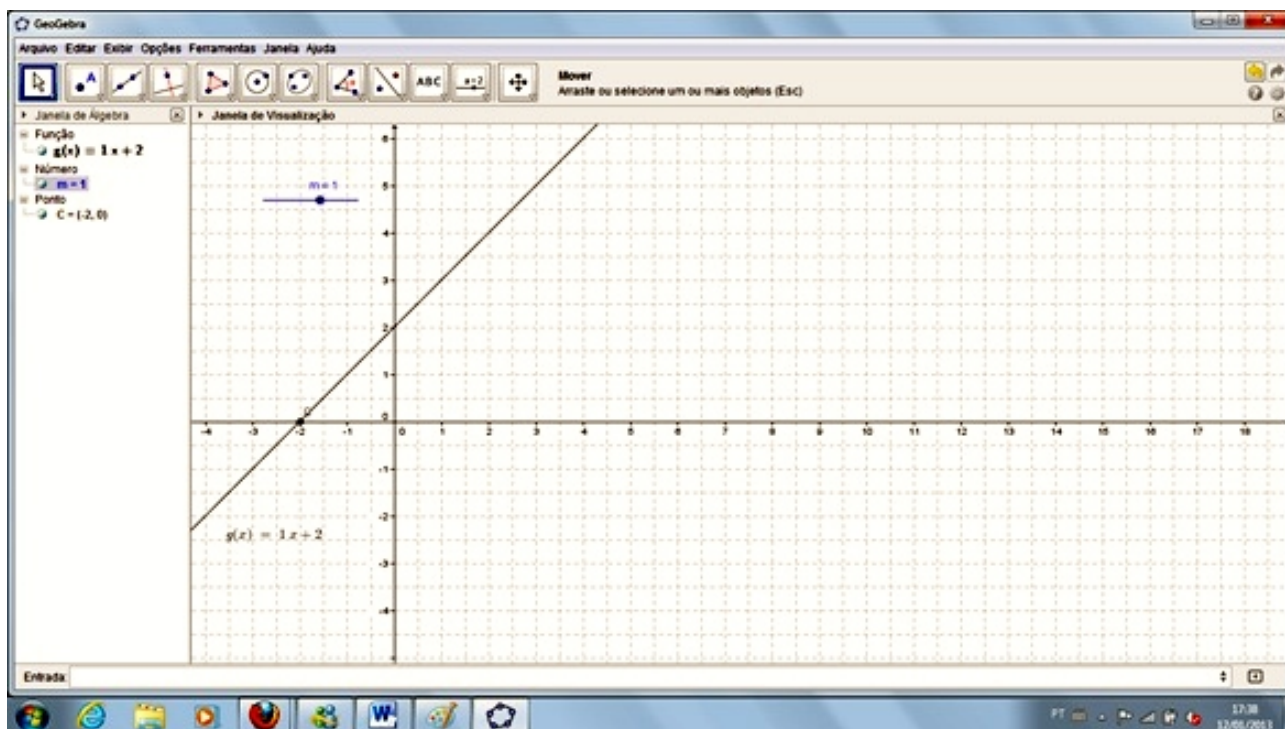 GeoGebra
Arquivo Editar Exibir Opções Ferramentas Janela Ajuda
A
ABC
a=2
Mover
Arraste ou selecione um ou mais objetos (Esc)
Janela de Álgebra
Janela de Visualização
Função
g(x) = 1 x + 2
Número
m = 1
Ponto
C = (-2, 0)
m = 1
6
5
4
3
2
1
0
-4 -3 -2 -1 0 1 2 3 4 5 6 7 8 9 10 11 12 13 14 15 16 17 18
-1
-2
g(x) = 1 x + 2
-3
-4
Entrada:
W
PT
17:38
12/01/2013